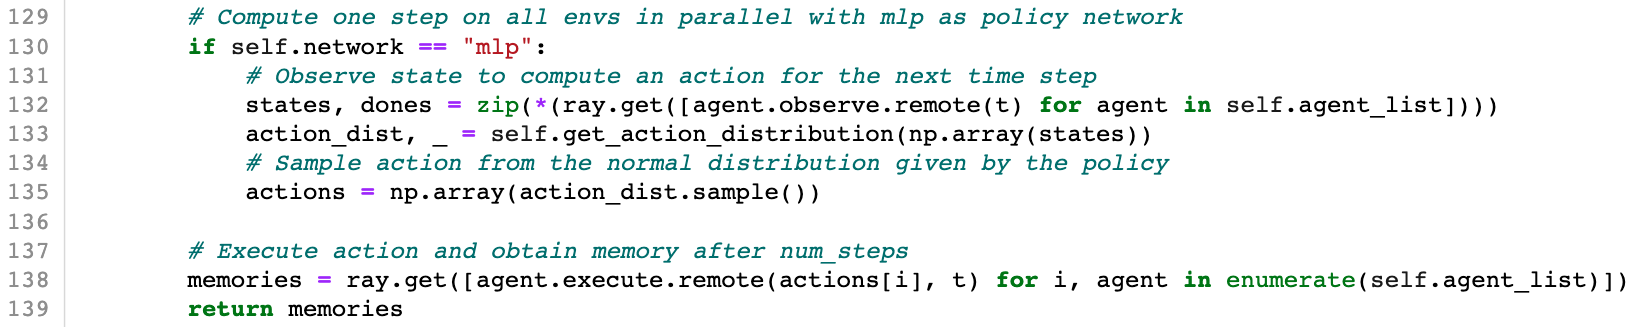 129 # Compute one step on all envs in parallel with mlp as policy network
130 if self.network == "mlp":
131 # Observe state to compute an action for the next time step
132 states, dones = zip(*(ray.get([agent.observe.remote(t) for agent in self.agent_list])))
133 action_dist, _ = self.get_action_distribution(np.array(states))
134 # Sample action from the normal distribution given by the policy
135 actions = np.array(action_dist.sample())
136
137 # Execute action and obtain memory after num_steps
138 memories = ray.get([agent.execute.remote(actions[i], t) for i, agent in enumerate(self.agent_list)])
139 return memories